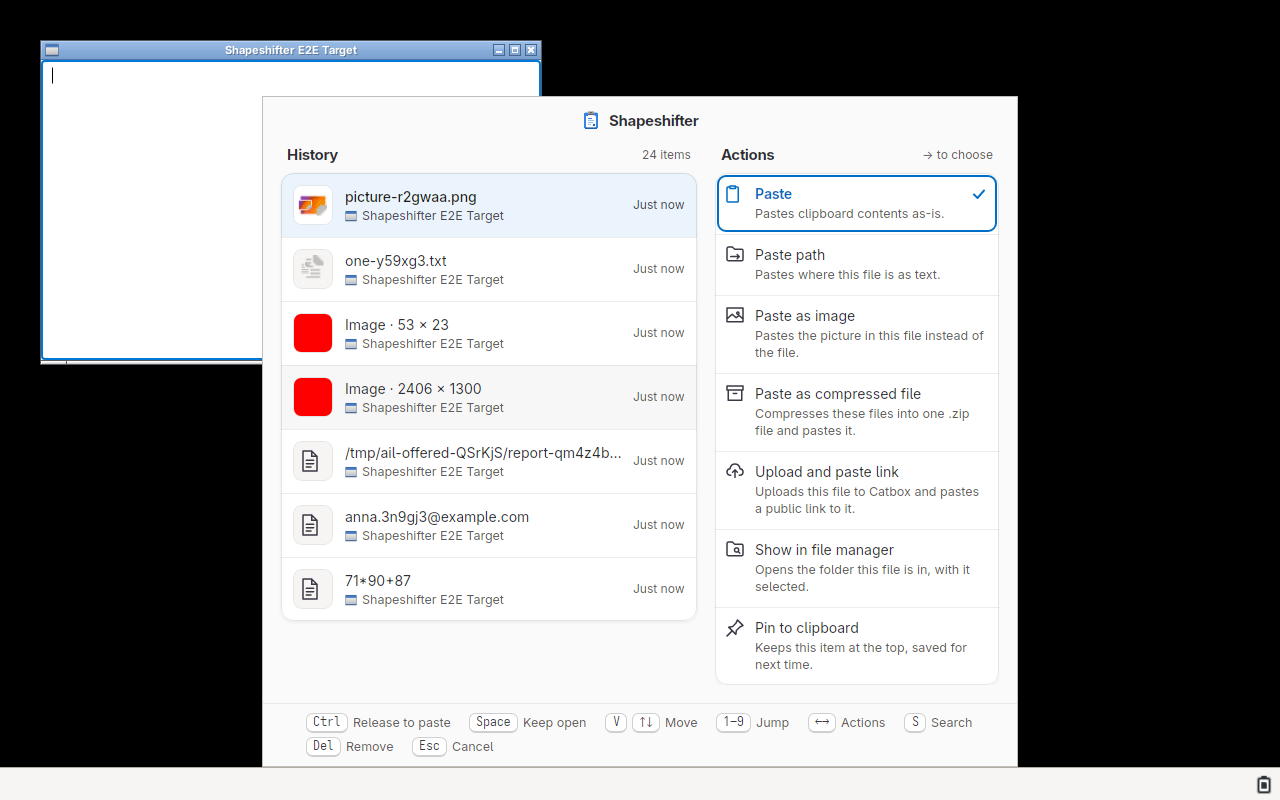 Shapeshifter E2E Target
Shapeshifter
History
24 items
picture-r2gwaa.png
Shapeshifter E2E Target
Just now
one-y59xg3.txt
Shapeshifter E2E Target
Just now
Image · 53 × 23
Shapeshifter E2E Target
Just now
Image · 2406 × 1300
Shapeshifter E2E Target
Just now
/tmp/ail-offered-QSrKjS/report-qm4z4b…
Shapeshifter E2E Target
Just now
anna.3n9gj3@example.com
Shapeshifter E2E Target
Just now
71*90+87
Shapeshifter E2E Target
Just now
Actions
→ to choose
Paste
Pastes clipboard contents as-is.
Paste path
Pastes where this file is as text.
Paste as image
Pastes the picture in this file instead of
the file.
Paste as compressed file
Compresses these files into one .zip
file and pastes it.
Upload and paste link
Uploads this file to Catbox and pastes
a public link to it.
Show in file manager
Opens the folder this file is in, with it
selected.
Pin to clipboard
Keeps this item at the top, saved for
next time.
Ctrl Release to paste Space Keep open V ↑↓ Move 1–9 Jump ↔ Actions S Search
Del Remove Esc Cancel